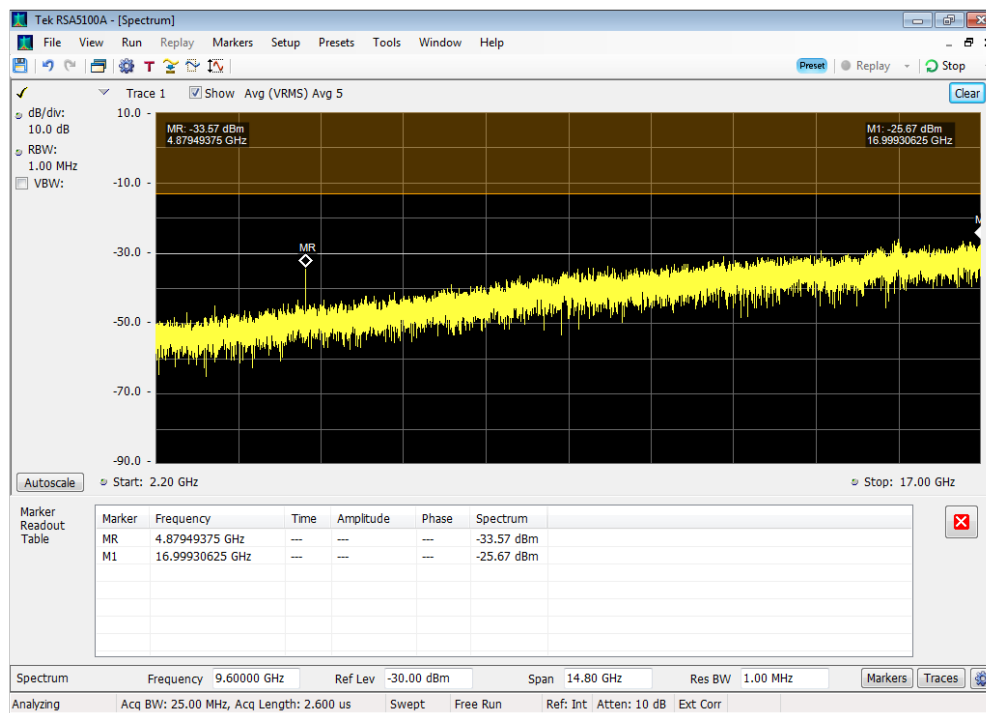 Tek RSA5100A - [Spectrum]
File View Run Replay Markers Setup Presets Tools Window Help
T Preset Replay Stop
Trace 1 Show Avg (VRMS) Avg 5 Clear
dB/div:
10.0 dB
RBW:
1.00 MHz
VBW:
10.0
-10.0
-30.0
-50.0
-70.0
-90.0
MR: -33.57 dBm
4.87949375 GHz
M1: -25.67 dBm
16.99930625 GHz
MR
M
Autoscale Start: 2.20 GHz Stop: 17.00 GHz
Marker
Readout
Table
Marker Frequency Time Amplitude Phase Spectrum
MR 4.87949375 GHz --- --- --- -33.57 dBm
M1 16.99930625 GHz --- --- --- -25.67 dBm
Spectrum Frequency 9.60000 GHz Ref Lev -30.00 dBm Span 14.80 GHz Res BW 1.00 MHz Markers Traces
Analyzing Acq BW: 25.00 MHz, Acq Length: 2.600 us Swept Free Run Ref: Int Atten: 10 dB Ext Corr